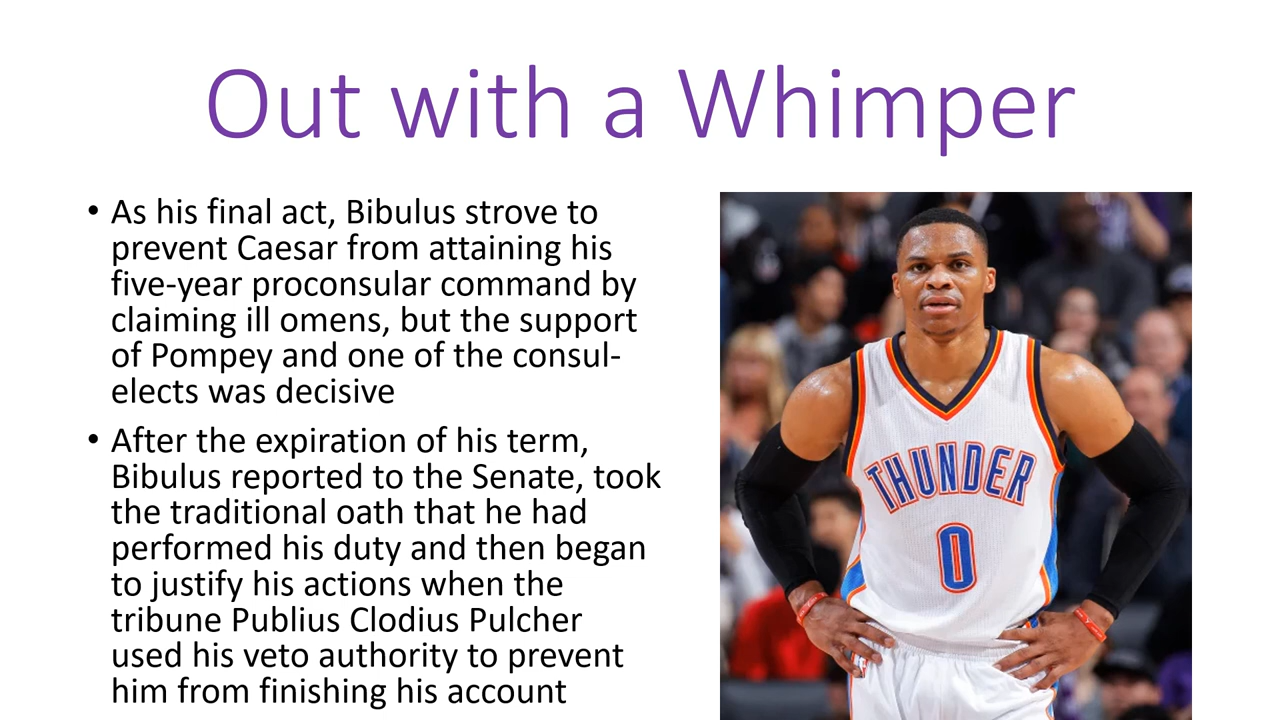 Out with a Whimper
• As his final act, Bibulus strove to
prevent Caesar from attaining his
five-year proconsular command by
claiming ill omens, but the support
of Pompey and one of the consul-
elects was decisive
• After the expiration of his term,
Bibulus reported to the Senate, took
the traditional oath that he had
performed his duty and then began
to justify his actions when the
tribune Publius Clodius Pulcher
used his veto authority to prevent
him from finishing his account
THUNDER
0